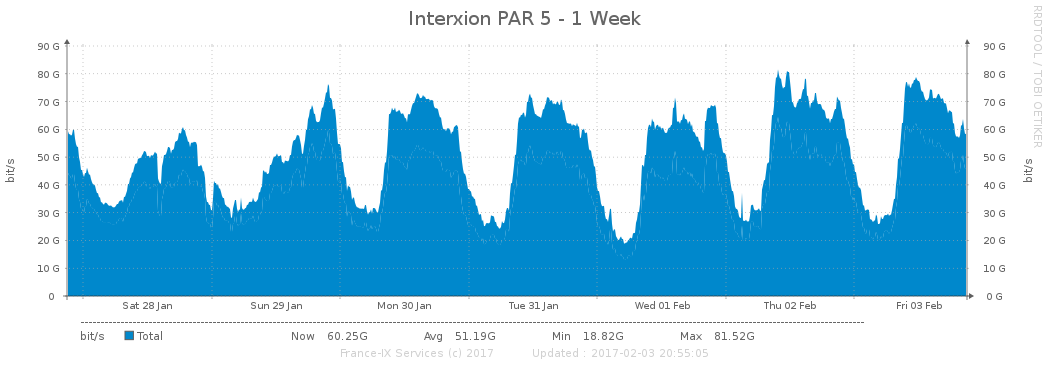 Interxion PAR 5 - 1 Week
RRDTOOL / TOBI OETIKER
90 G 90 G
80 G 80 G
70 G 70 G
60 G 60 G
50 G 50 G
40 G 40 G
30 G 30 G
20 G 20 G
10 G 10 G
0 0 G
bit/s bit/s
Sat 28 Jan Sun 29 Jan Mon 30 Jan Tue 31 Jan Wed 01 Feb Thu 02 Feb Fri 03 Feb
bit/s Total Now 60.25G Avg 51.19G Min 18.82G Max 81.52G
France-IX Services (c) 2017 Updated : 2017-02-03 20:55:05